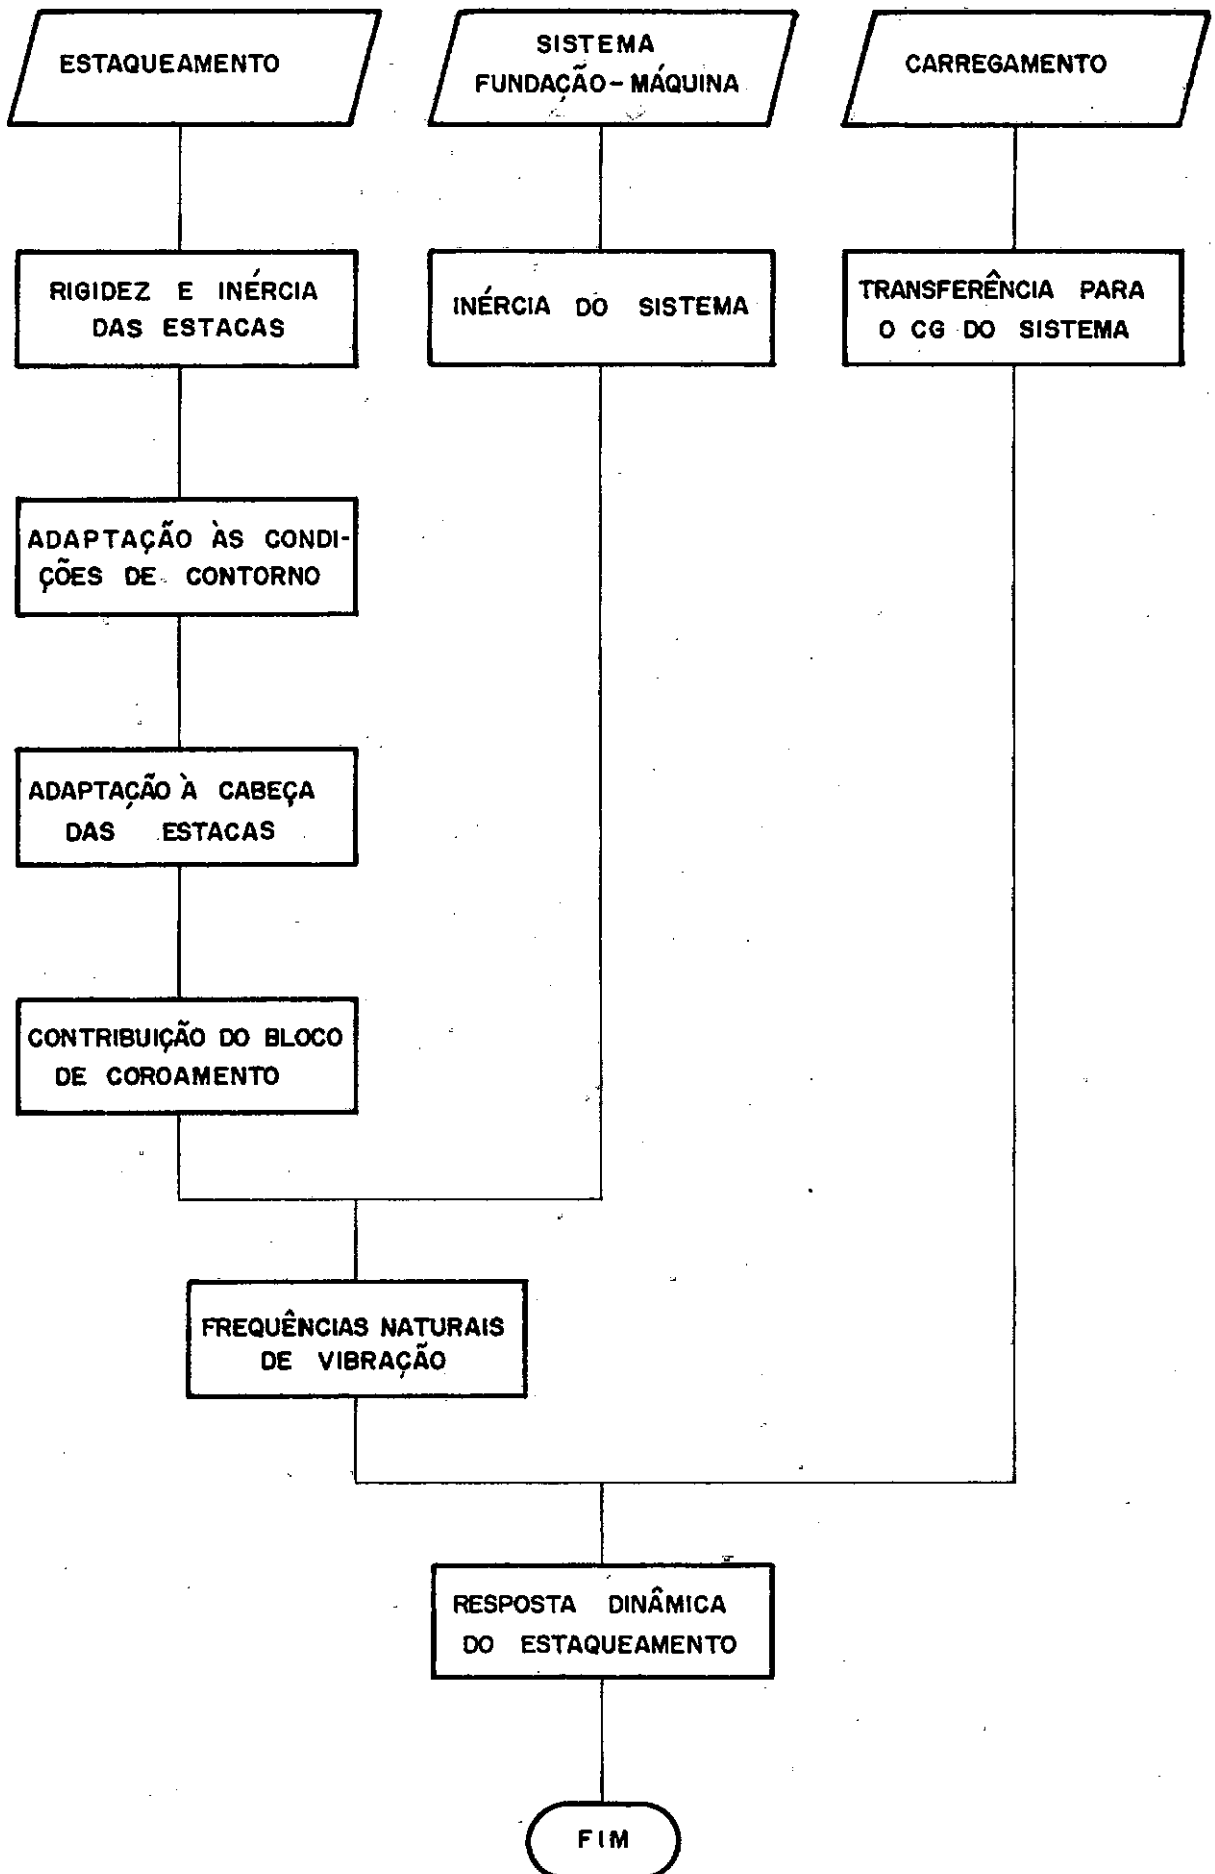 ESTAQUEAMENTO
SISTEMA
FUNDAÇÃO-MÁQUINA
CARREGAMENTO
RIGIDEZ E INÉRCIA
DAS ESTACAS
INÉRCIA DO SISTEMA
TRANSFERÊNCIA PARA
O CG DO SISTEMA
ADAPTAÇÃO ÀS CONDI-
ÇÕES DE CONTORNO
ADAPTAÇÃO À CABEÇA
DAS ESTACAS
CONTRIBUIÇÃO DO BLOCO
DE COROAMENTO
FREQUÊNCIAS NATURAIS
DE VIBRAÇÃO
RESPOSTA DINÂMICA
DO ESTAQUEAMENTO
FIM